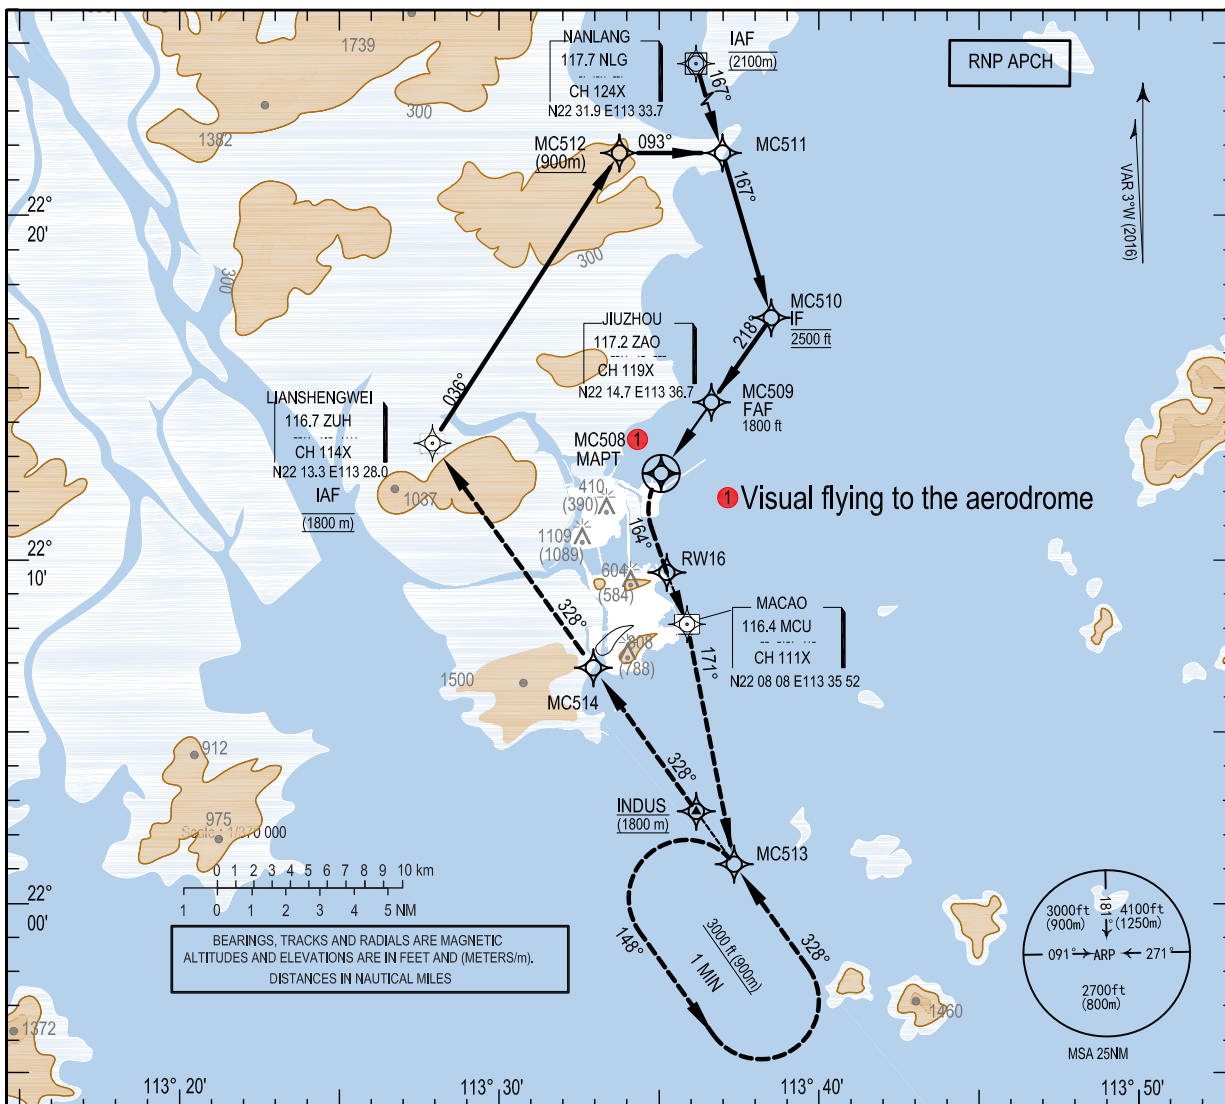 1739
NANLANG
117.7 NLG
CH 124X
N22 31.9 E113 33.7
IAF
(2100m)
167°
RNP APCH
300
1382
MC512
(900m)
093°
MC511
167°
VAR 3°W (2016)
22°
20'
300
300
MC510
IF
2500 ft
218°
JIUZHOU
117.2 ZAO
CH 119X
N22 14.7 E113 36.7
MC509
FAF
1800 ft
036°
LIANSHENGWEI
116.7 ZUH
CH 114X
N22 13.3 E113 28.0
IAF
(1800 m)
MC508 1
MAPT
1037
410
(390)
1 Visual flying to the aerodrome
1109
(1089)
164°
22°
10'
604
(584)
RW16
MACAO
116.4 MCU
CH 111X
N22 08 08 E113 35 52
328°
808
(788)
171°
1500
MC514
912
328°
INDUS
(1800 m)
975
Scale : 1/370 000
MC513
0 1 2 3 4 5 6 7 8 9 10 km
1 0 1 2 3 4 5 NM
22°
00'
BEARINGS, TRACKS AND RADIALS ARE MAGNETIC
ALTITUDES AND ELEVATIONS ARE IN FEET AND (METERS/m).
DISTANCES IN NAUTICAL MILES
148°
3000 ft (900m)
1 MIN
328°
3000ft
(900m)
181°
4100ft
(1250m)
091° ARP 271°
2700ft
(800m)
MSA 25NM
1460
1372
113° 20' 113° 30' 113° 40' 113° 50'